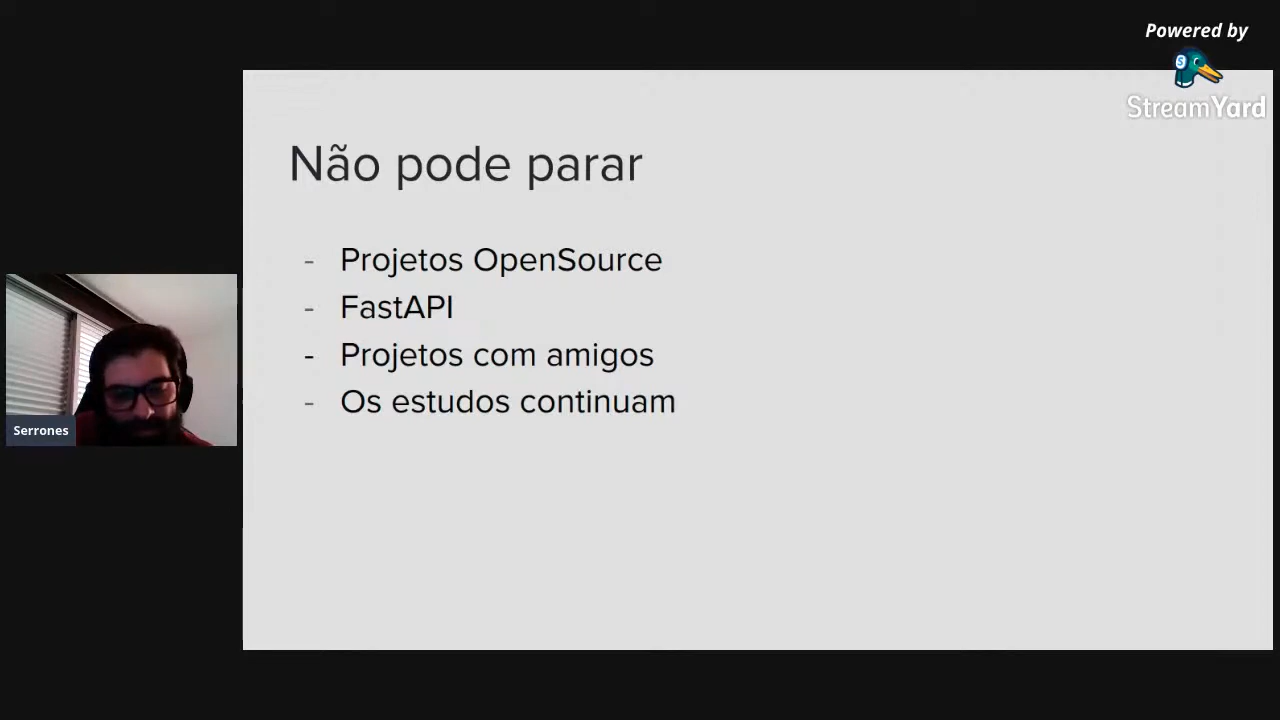 Powered by
StreamYard
Não pode parar
- Projetos OpenSource
- FastAPI
- Projetos com amigos
- Os estudos continuam
Serrones